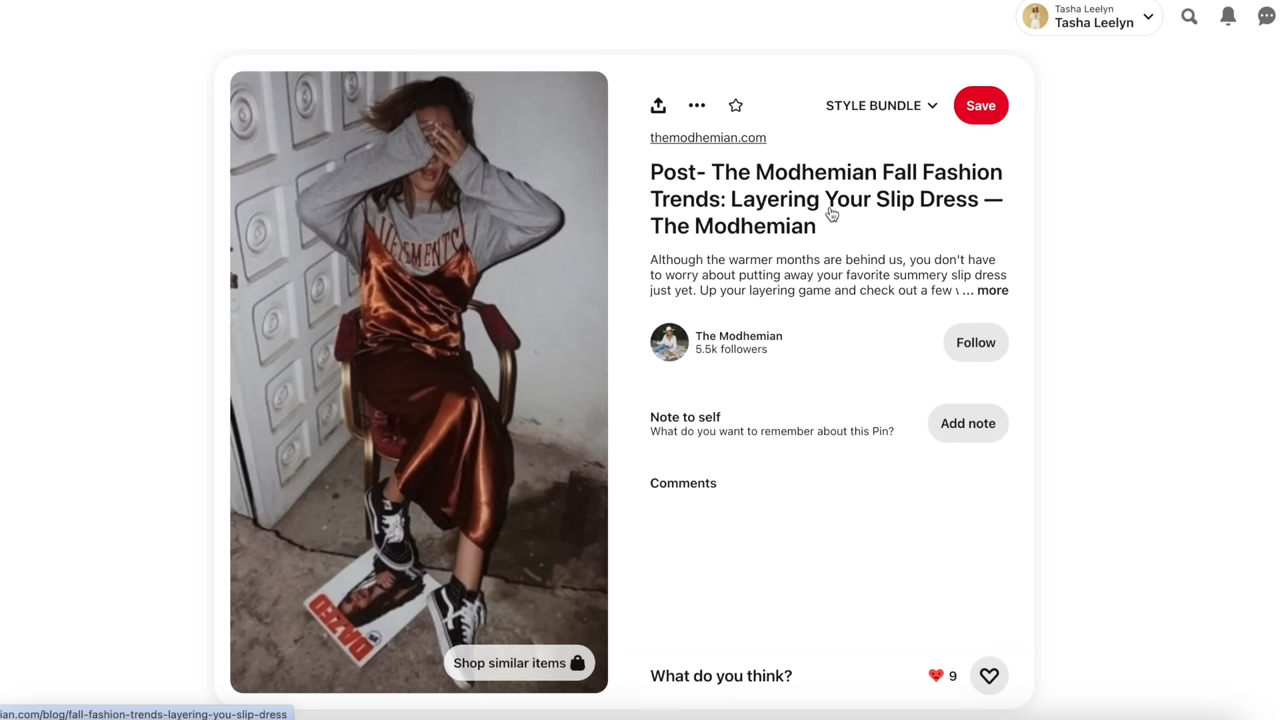 Tasha Leelyn
Tasha Leelyn
STYLE BUNDLE
Save
themodhemian.com
Post- The Modhemian Fall Fashion
Trends: Layering Your Slip Dress —
The Modhemian
Although the warmer months are behind us, you don't have
to worry about putting away your favorite summery slip dress
just yet. Up your layering game and check out a few ... more
The Modhemian
5.5k followers
Follow
Note to self
What do you want to remember about this Pin?
Add note
Comments
What do you think?
9
VETEMENTS
DAZED
Shop similar items
ian.com/blog/fall-fashion-trends-layering-you-slip-dress